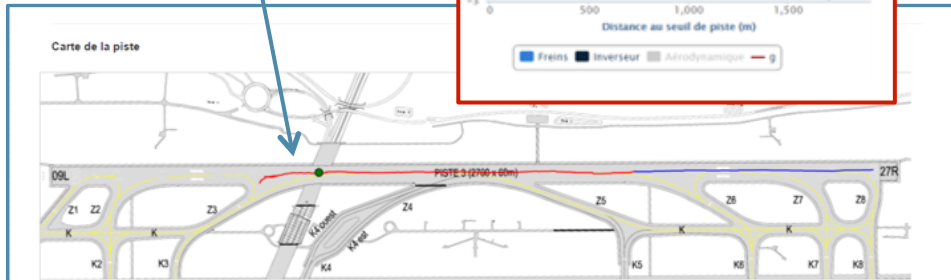 0 500 1,000 1,500
Distance au seuil de piste (m)
Freins Inverseur Aérodynamique g
Carte de la piste
09L PISTE 3 (2700 x 60m) 27R
Z1 Z2 Z3 Z4 Z5 Z6 Z7 Z8
K K K4 ouest K4 est K K
K2 K3 K4 K5 K6 K7 K8